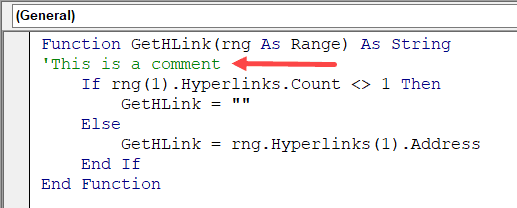 (General)
Function GetHLink(rng As Range) As String
'This is a comment
If rng(1).Hyperlinks.Count <> 1 Then
GetHLink = ""
Else
GetHLink = rng.Hyperlinks(1).Address
End If
End Function